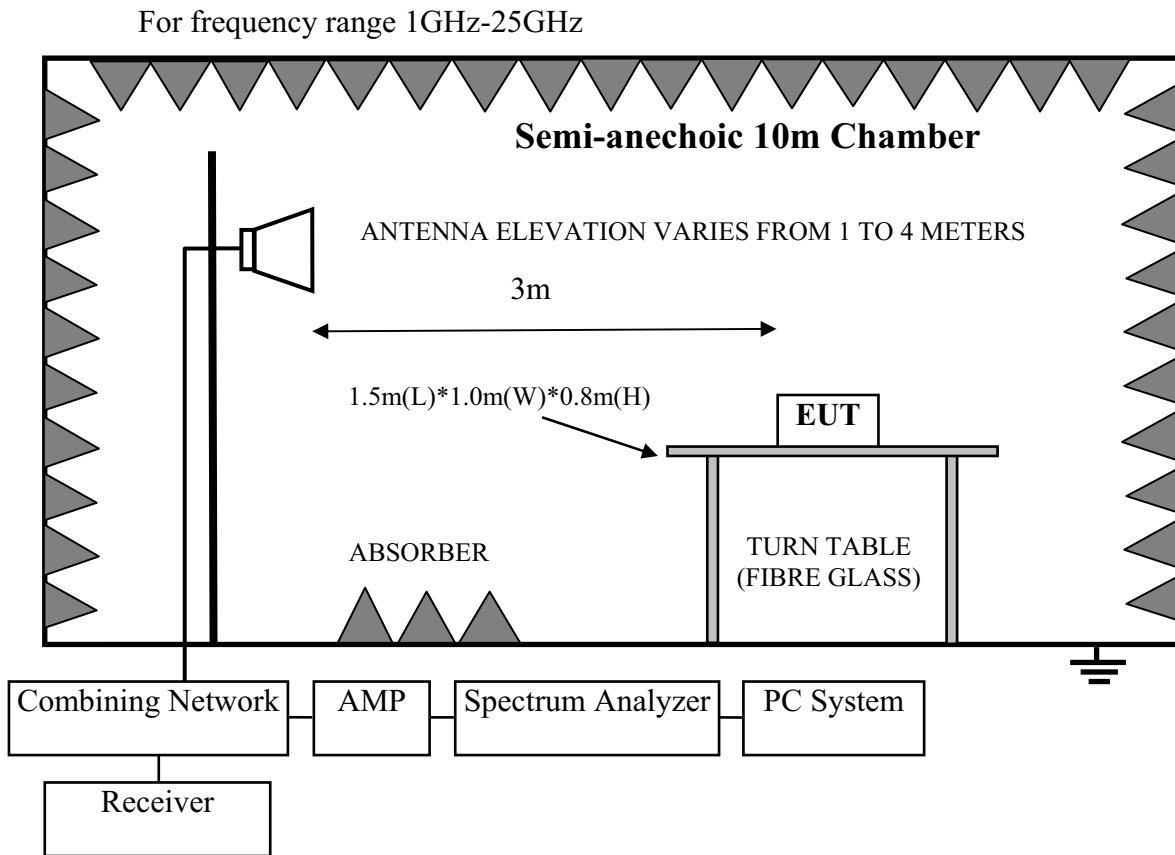 For frequency range 1GHz-25GHz
Semi-anechoic 10m Chamber
ANTENNA ELEVATION VARIES FROM 1 TO 4 METERS
3m
1.5m(L)*1.0m(W)*0.8m(H)
EUT
ABSORBER
TURN TABLE
(FIBRE GLASS)
Combining Network
AMP
Spectrum Analyzer
PC System
Receiver